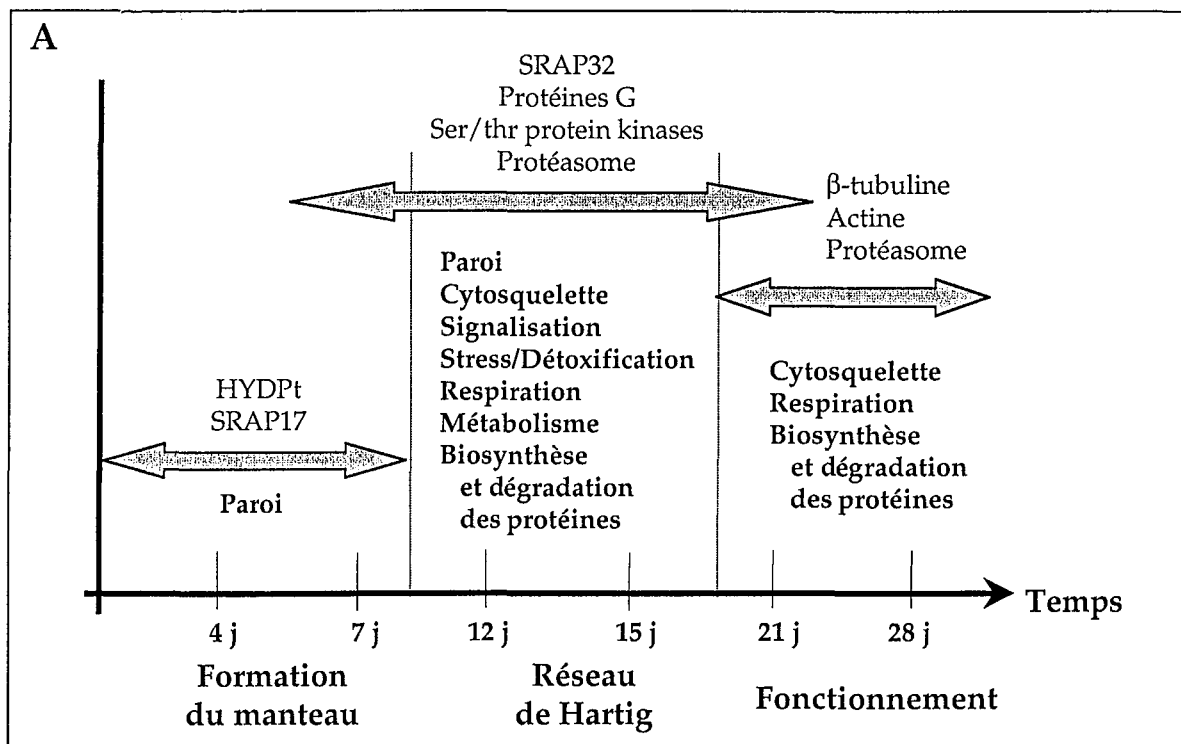 A
SRAP32
Protéines G
Ser/thr protein kinases
Protéasome
β-tubuline
Actine
Protéasome
Paroi
Cytosquelette
Signalisation
Stress/Détoxification
Respiration
Métabolisme
Biosynthèse
et dégradation
des protéines
HYDPt
SRAP17
Paroi
Cytosquelette
Respiration
Biosynthèse
et dégradation
des protéines
Temps
4 j
7 j
12 j
15 j
21 j
28 j
Formation
du manteau
Réseau
de Hartig
Fonctionnement